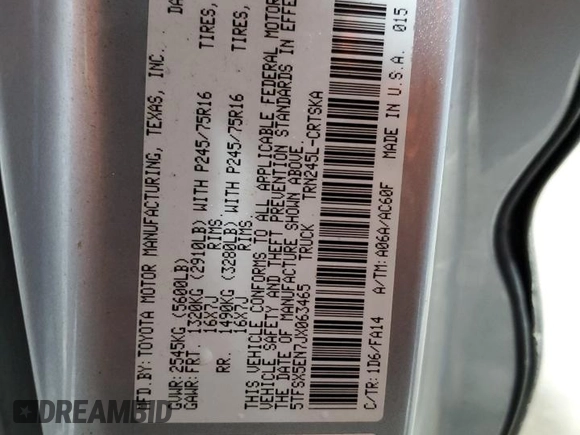 MFD.BY: TOYOTA MOTOR MANUFACTURING, TEXAS, INC. DA
GVWR: 2545KG (5600LB)
GAWR: FRT. 1320KG (2910LB) WITH P245/75R16 TIRES,
16X7J RIMS
RR. 1490KG (3280LB) WITH P245/75R16 TIRES,
16X7J RIMS
THIS VEHICLE CONFORMS TO ALL APPLICABLE FEDERAL MOTOR
VEHICLE SAFETY AND THEFT PREVENTION STANDARDS IN EFFE
THE DATE OF MANUFACTURE SHOWN ABOVE.
5TFSX5EN7JX063465 TRUCK TRN245L-CRTSKA
C/TR: 1D6/FA14 A/TM: A06A/AC60F MADE IN U.S.A. 015
DREAMBID